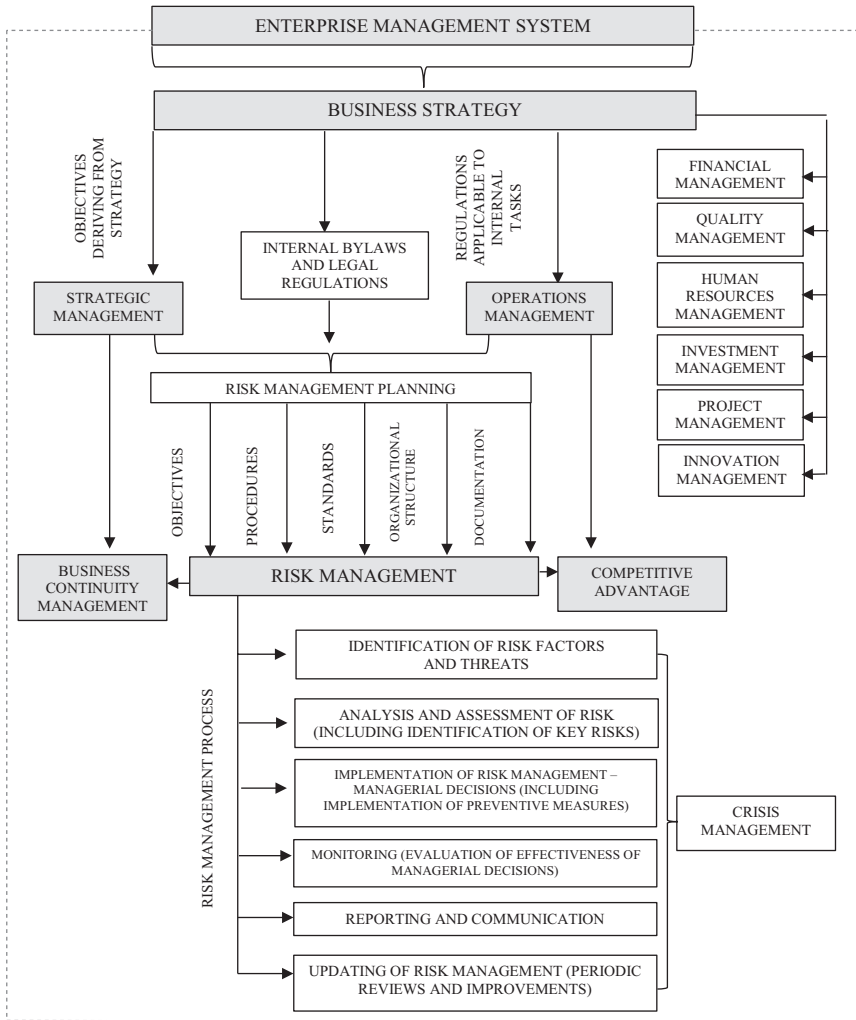 ENTERPRISE MANAGEMENT SYSTEM
BUSINESS STRATEGY
OBJECTIVES
DERIVING FROM
STRATEGY
REGULATIONS
APPLICABLE TO
INTERNAL
TASKS
FINANCIAL
MANAGEMENT
QUALITY
MANAGEMENT
HUMAN
RESOURCES
MANAGEMENT
INVESTMENT
MANAGEMENT
PROJECT
MANAGEMENT
INNOVATION
MANAGEMENT
INTERNAL BYLAWS
AND LEGAL
REGULATIONS
STRATEGIC
MANAGEMENT
OPERATIONS
MANAGEMENT
RISK MANAGEMENT PLANNING
OBJECTIVES
PROCEDURES
STANDARDS
ORGANIZATIONAL
STRUCTURE
DOCUMENTATION
BUSINESS
CONTINUITY
MANAGEMENT
RISK MANAGEMENT
COMPETITIVE
ADVANTAGE
RISK MANAGEMENT PROCESS
IDENTIFICATION OF RISK FACTORS
AND THREATS
ANALYSIS AND ASSESSMENT OF RISK
(INCLUDING IDENTIFICATION OF KEY RISKS)
IMPLEMENTATION OF RISK MANAGEMENT –
MANAGERIAL DECISIONS (INCLUDING
IMPLEMENTATION OF PREVENTIVE MEASURES)
MONITORING (EVALUATION OF EFFECTIVENESS OF
MANAGERIAL DECISIONS)
REPORTING AND COMMUNICATION
UPDATING OF RISK MANAGEMENT (PERIODIC
REVIEWS AND IMPROVEMENTS)
CRISIS
MANAGEMENT